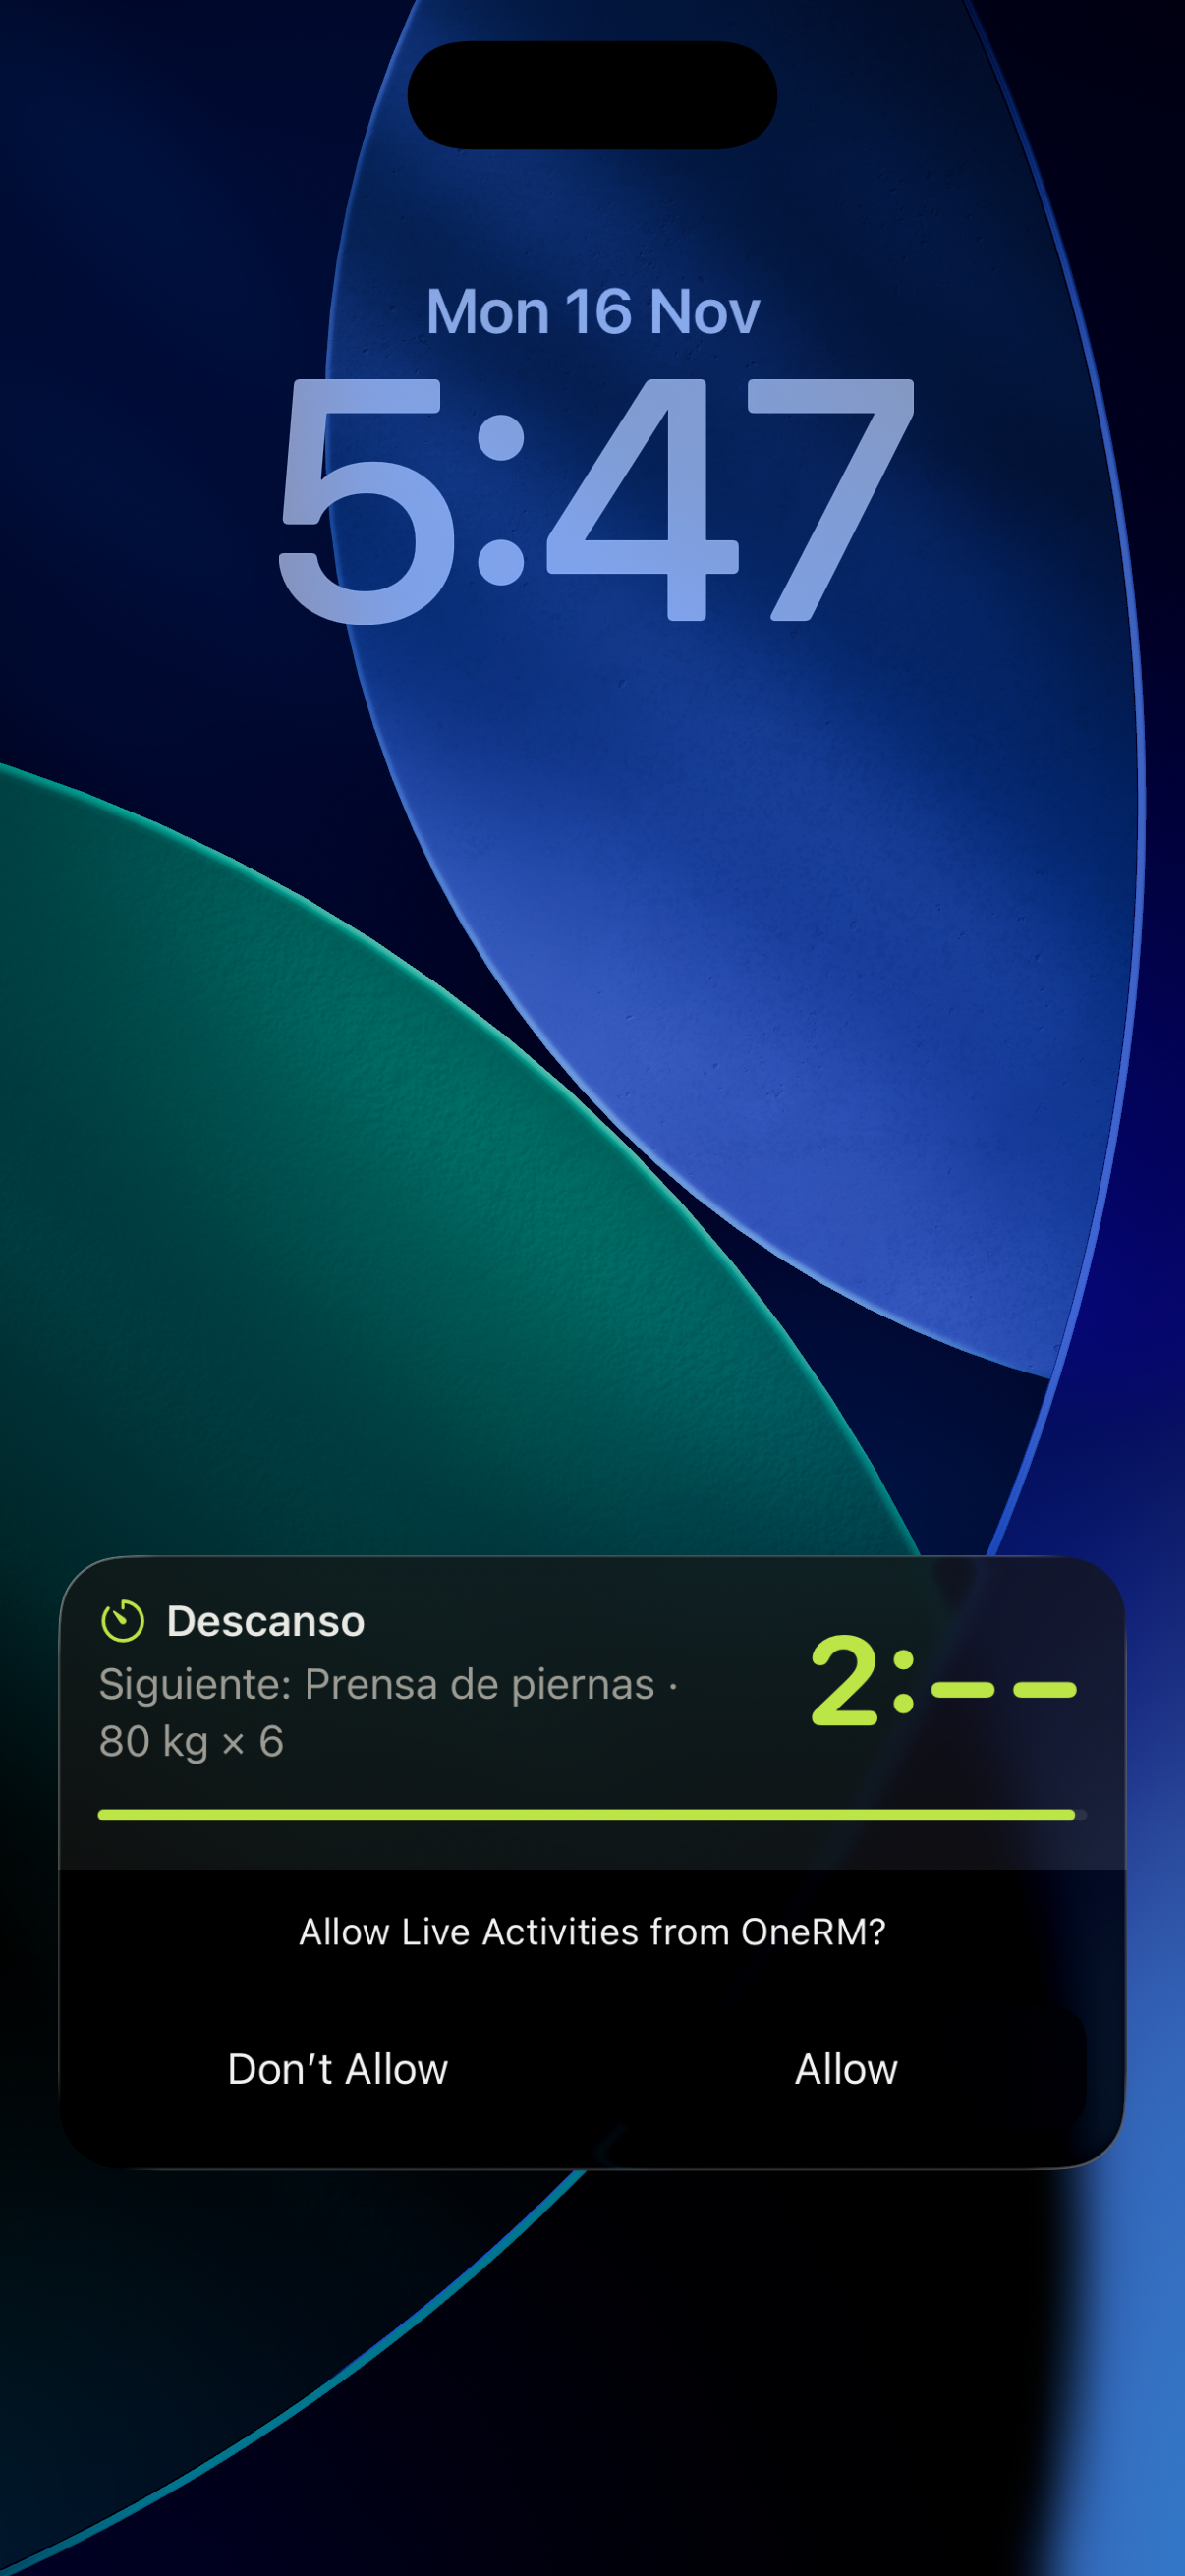 Mon 16 Nov
5:47
Descanso
Siguiente: Prensa de piernas ·
80 kg × 6
2:––
Allow Live Activities from OneRM?
Don’t Allow
Allow